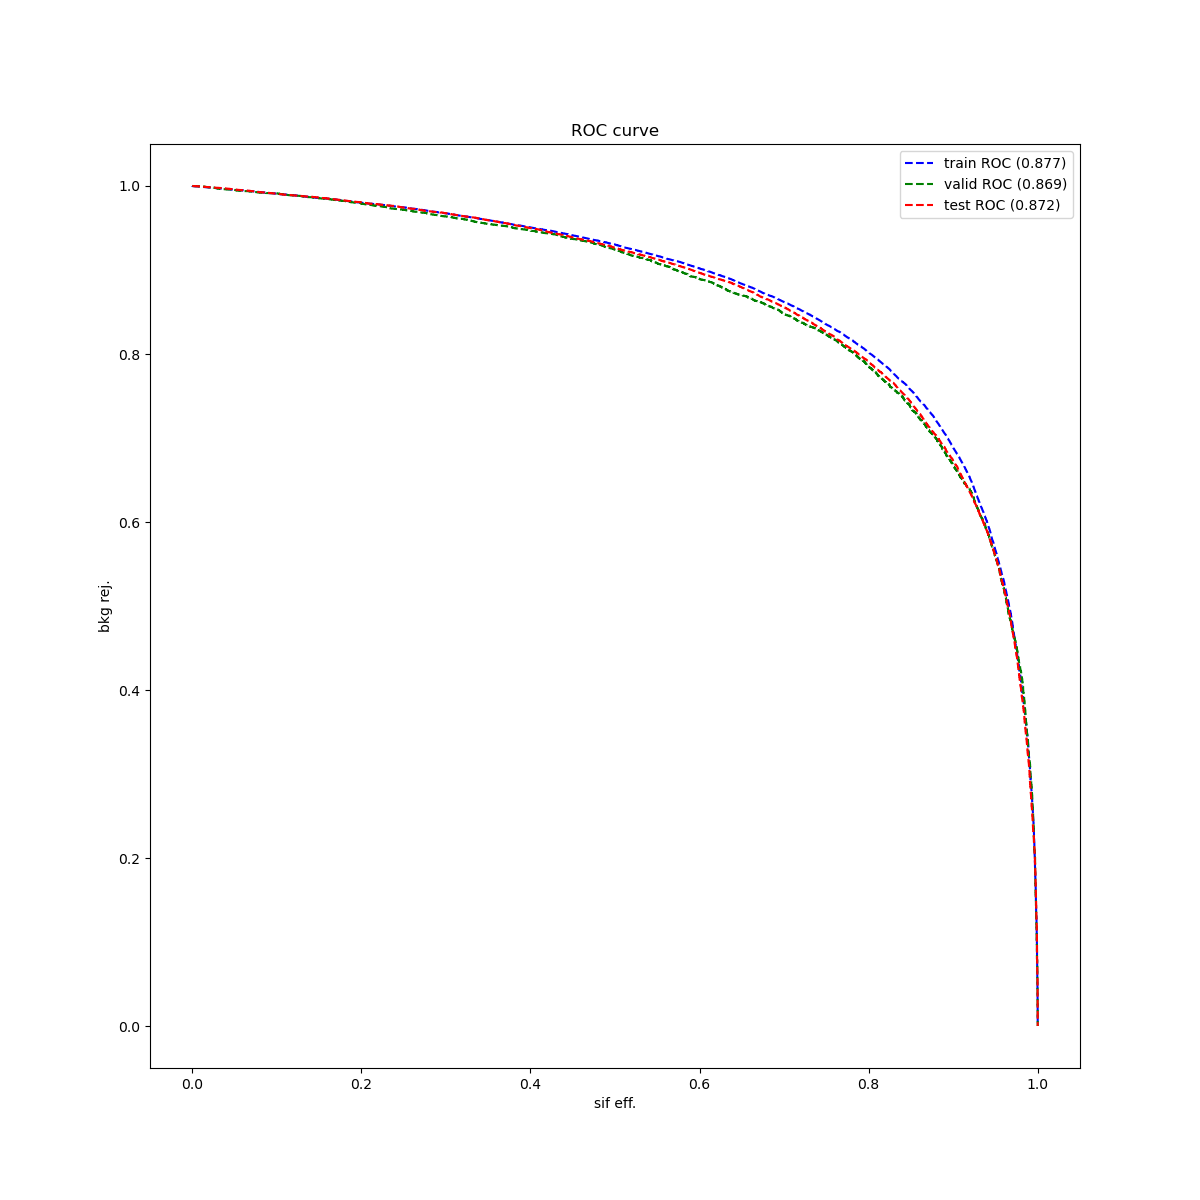 ROC curve
train ROC (0.877)
valid ROC (0.869)
test ROC (0.872)
1.0
0.8
0.6
0.4
0.2
0.0
bkg rej.
0.0 0.2 0.4 0.6 0.8 1.0
sif eff.